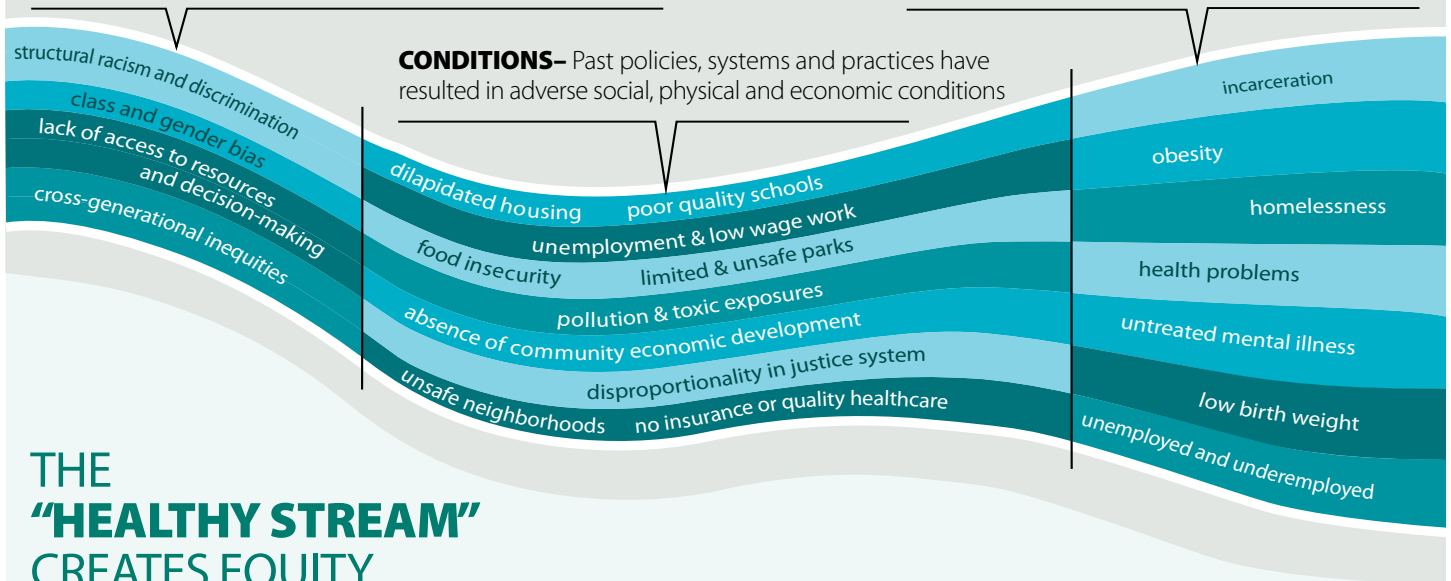 CONDITIONS– Past policies, systems and practices have
resulted in adverse social, physical and economic conditions
structural racism and discrimination
class and gender bias
lack of access to resources
and decision-making
cross-generational inequities
dilapidated housing
poor quality schools
unemployment & low wage work
food insecurity
limited & unsafe parks
pollution & toxic exposures
absence of community economic development
disproportionality in justice system
unsafe neighborhoods
no insurance or quality healthcare
incarceration
obesity
homelessness
health problems
untreated mental illness
low birth weight
unemployed and underemployed
THE
“HEALTHY STREAM”
CREATES EQUITY